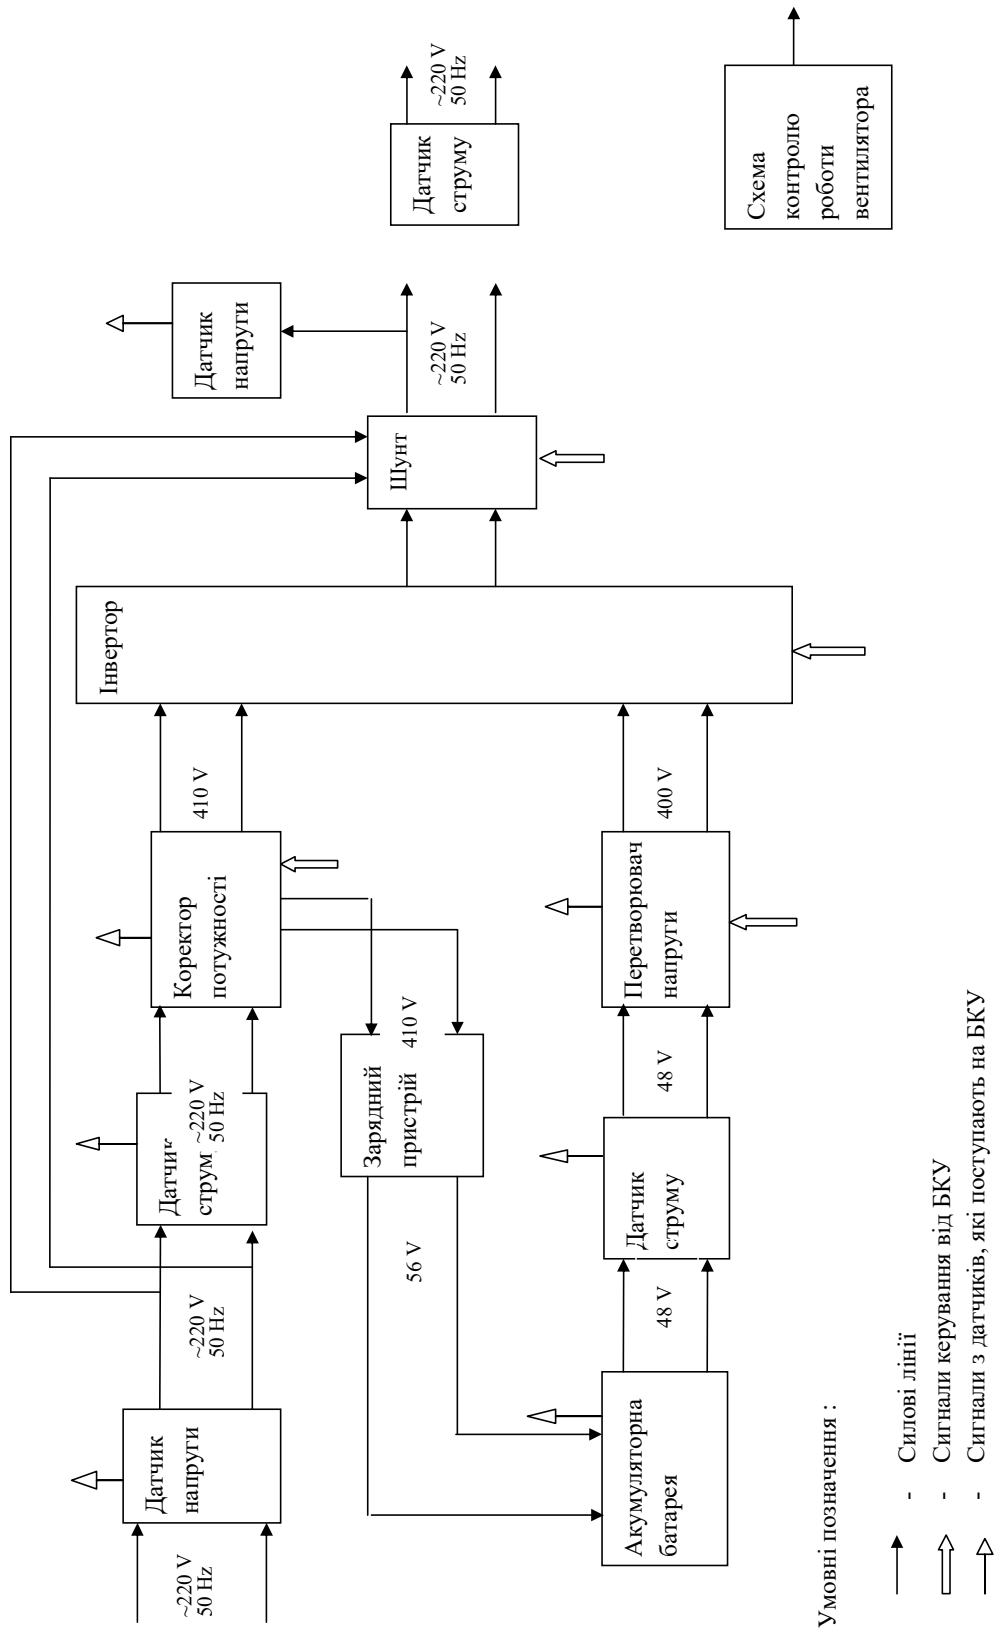 ~220 V
50 Hz
Датчик
напруги
~220 V
50 Hz
Датчи
струм
~220 V
50 Hz
Коректор
потужності
410 V
Інвертор
Шунт
Датчик
напруги
~220 V
50 Hz
Датчик
струму
~220 V
50 Hz
Зарядний
пристрій
410 V
56 V
Акумуляторна
батарея
48 V
Датчик
струму
48 V
Перетворювач
напруги
400 V
Схема
контролю
роботи
вентилятора
Умовні позначення :
- Силові лінії
- Сигнали керування від БКУ
- Сигнали з датчиків, які поступають на БКУ